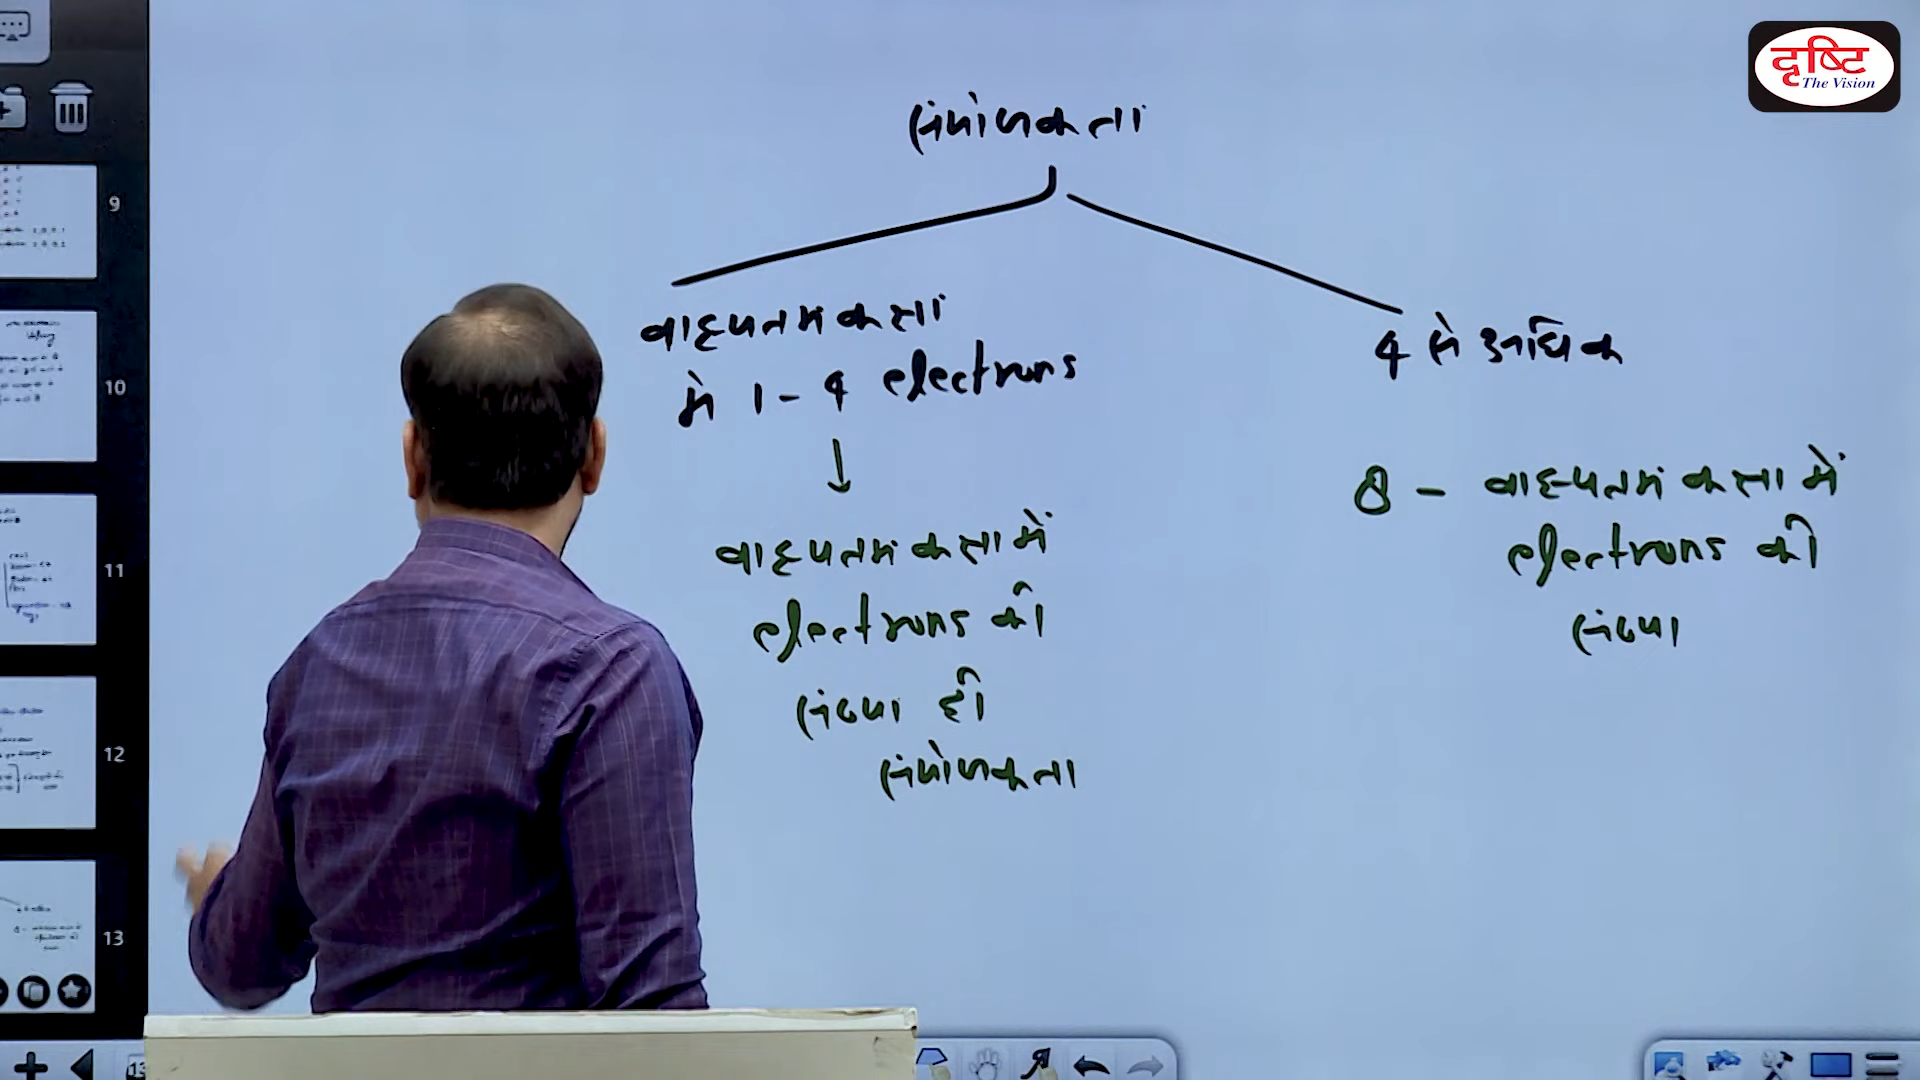 दृष्टि
The Vision
संयोजकता
बाह्यतम कक्षा
में 1-4 electrons
बाह्यतम कक्षा में
electrons की
संख्या ही
संयोजकता
4 से अधिक
8 - बाह्यतम कक्षा में
electrons की
संख्या
9
10
11
12
13